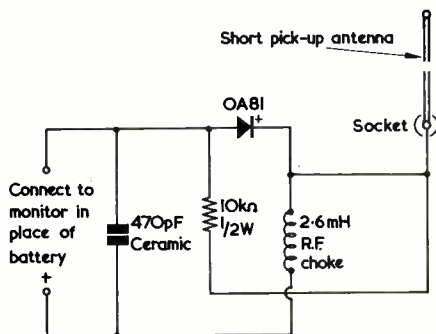 Short pick-up antenna
OA81
+
Socket
Connect to
monitor in
place of
battery
+
470pF
Ceramic
10kΩ
1/2W
2·6mH
R.F.
choke